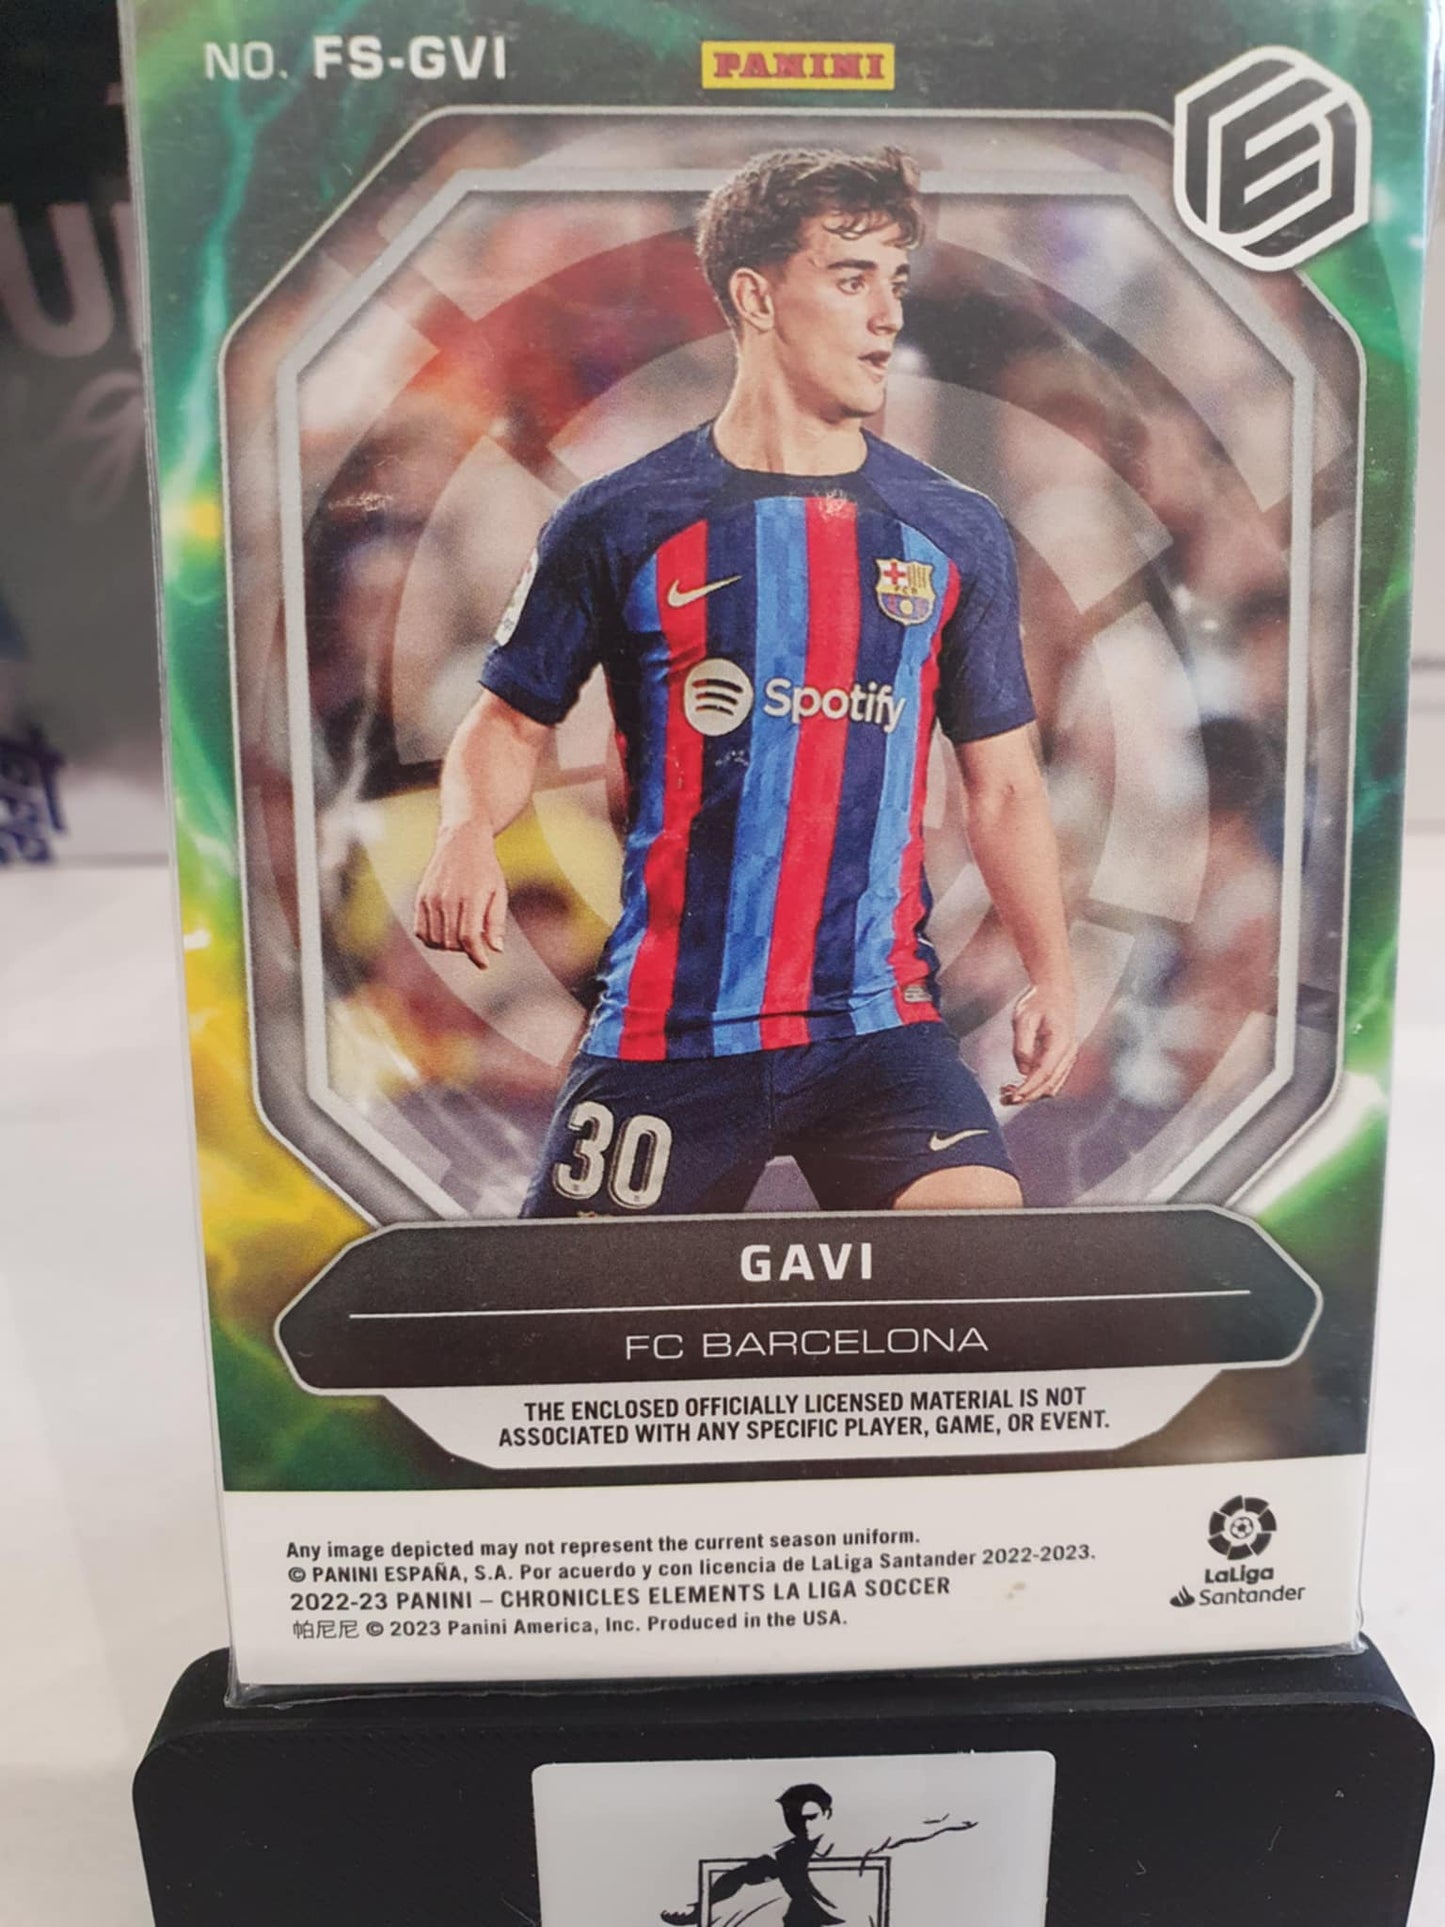 NO. FS-GVI
PANINI
E
Spotify
FCB
30
GAVI
FC BARCELONA
THE ENCLOSED OFFICIALLY LICENSED MATERIAL IS NOT
ASSOCIATED WITH ANY SPECIFIC PLAYER, GAME, OR EVENT.
Any image depicted may not represent the current season uniform.
© PANINI ESPAÑA, S.A. Por acuerdo y con licencia de LaLiga Santander 2022-2023.
2022-23 PANINI – CHRONICLES ELEMENTS LA LIGA SOCCER
帕尼尼 © 2023 Panini America, Inc. Produced in the USA.
LaLiga
Santander